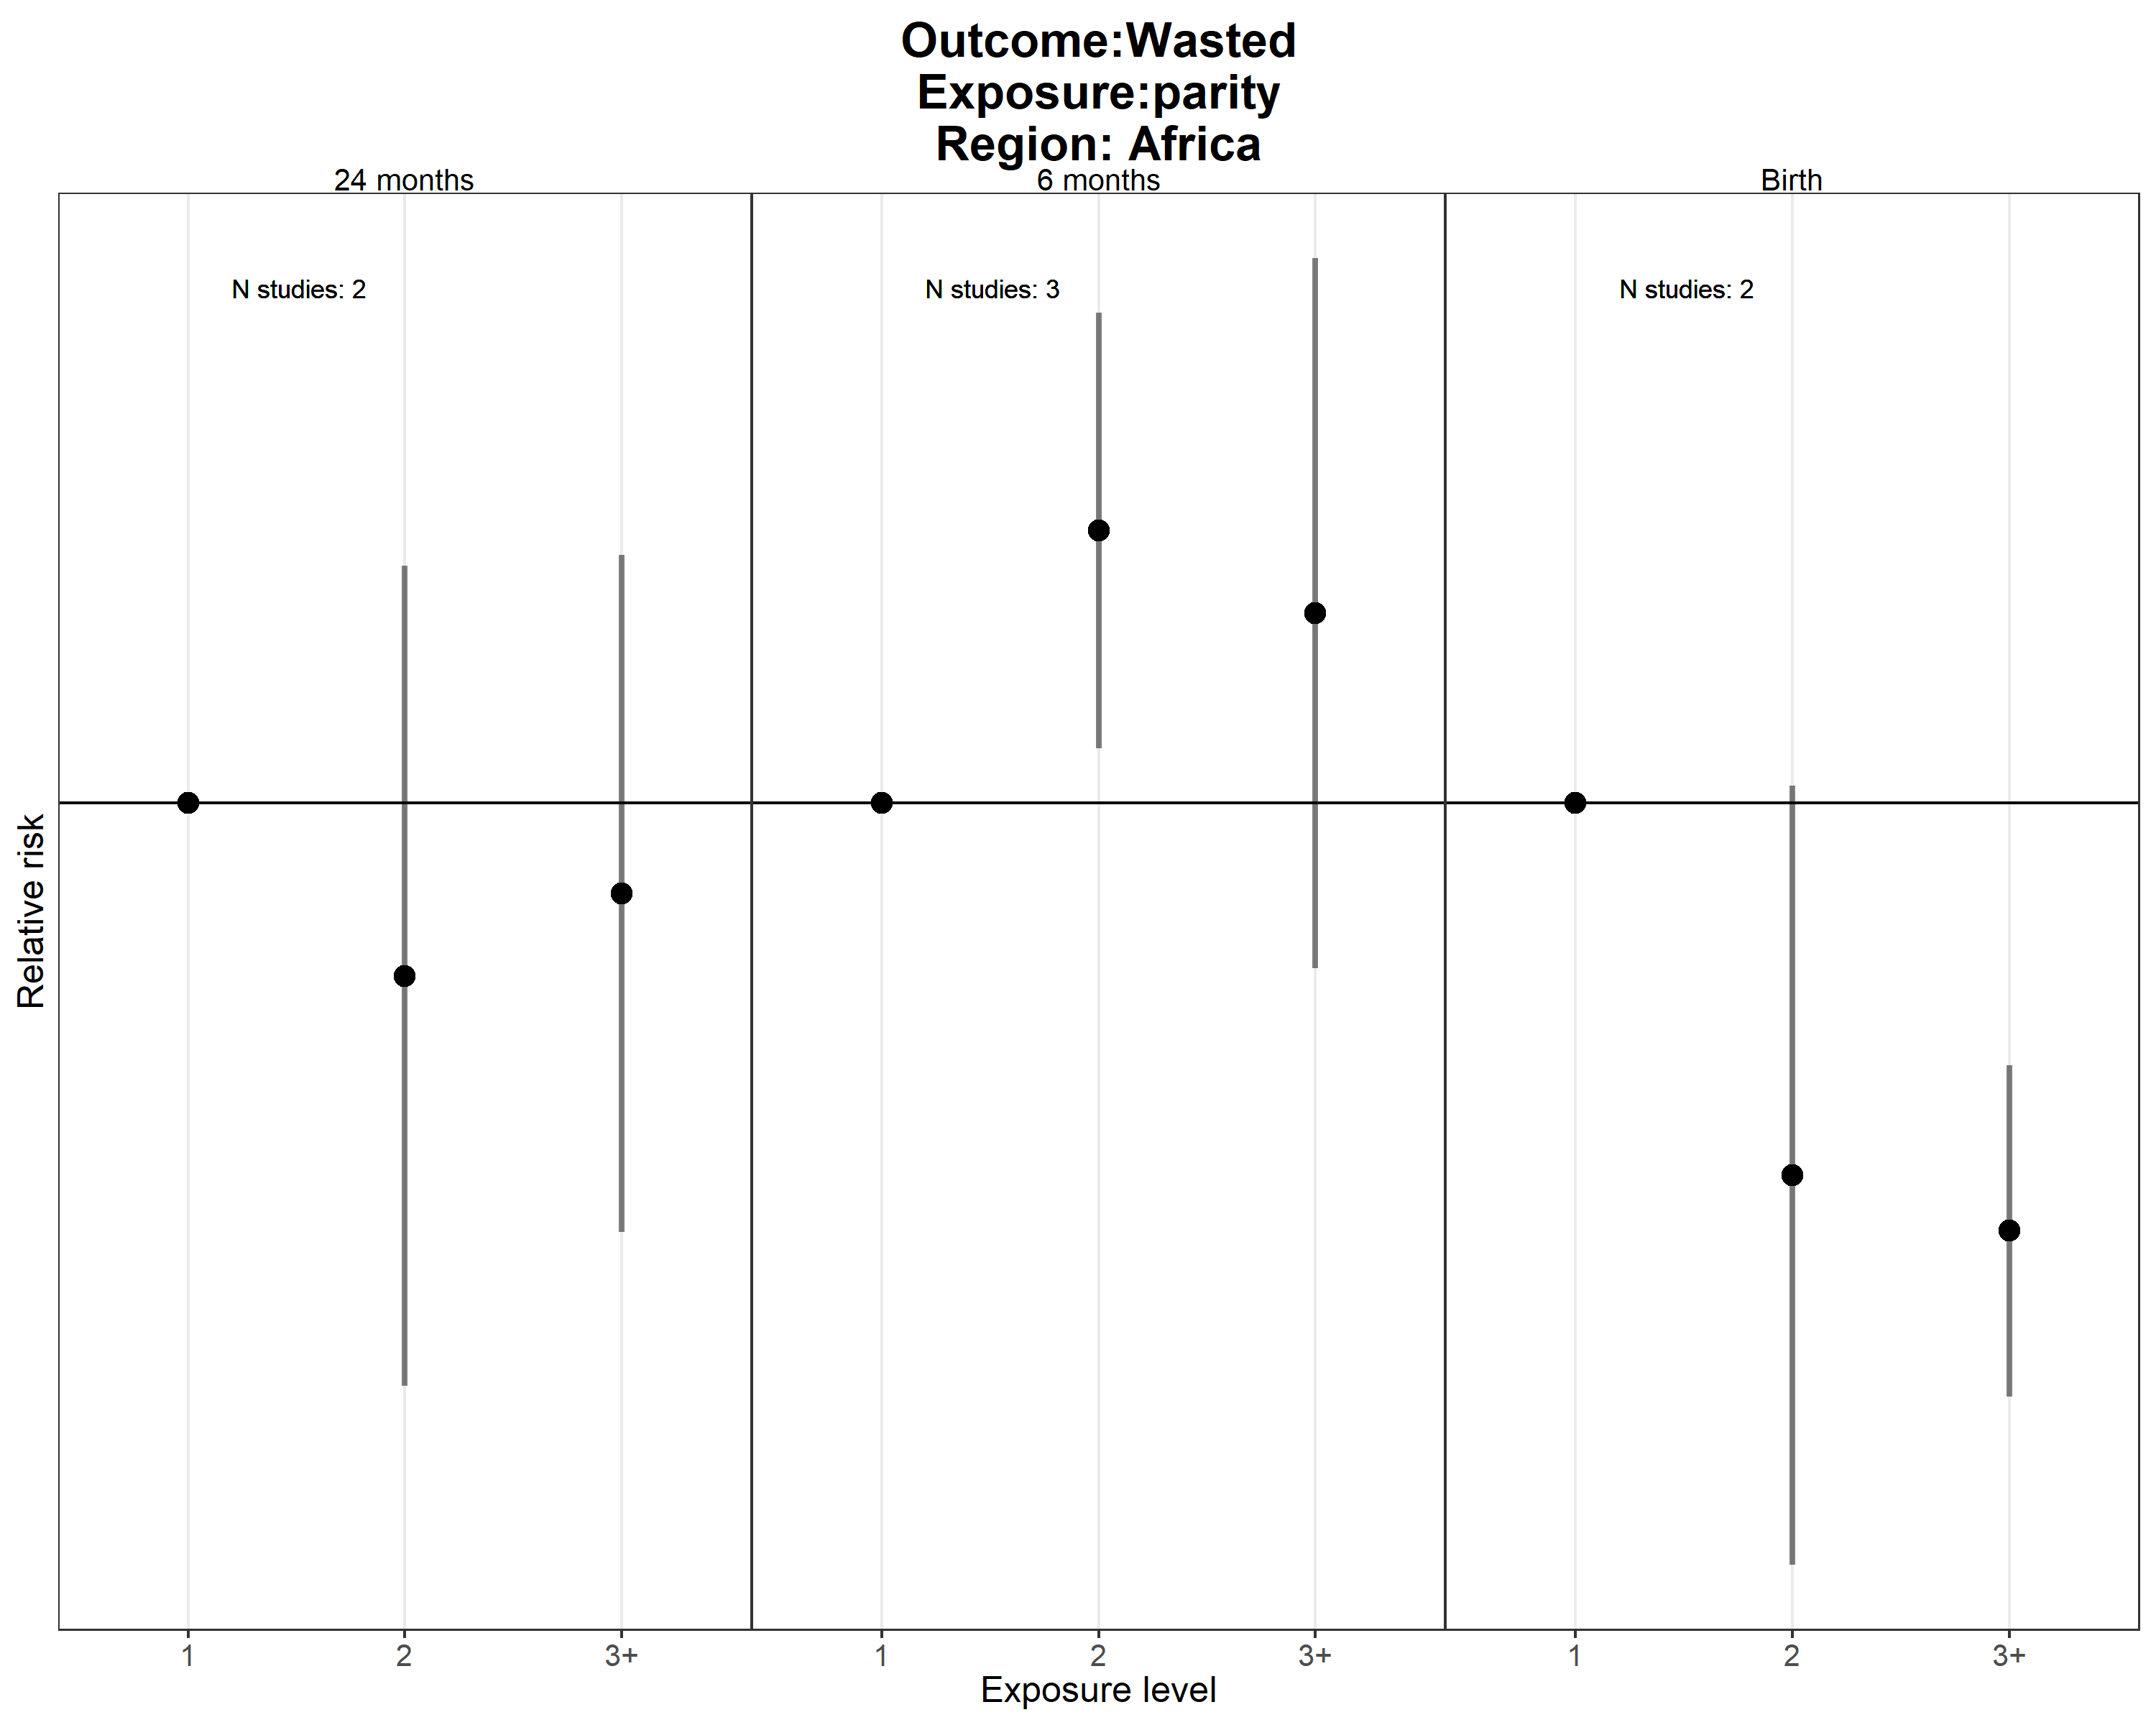 Outcome:Wasted
Exposure:parity
Region: Africa
24 months
6 months
Birth
N studies: 2
N studies: 3
N studies: 2
Relative risk
1
2
3+
1
2
3+
1
2
3+
Exposure level